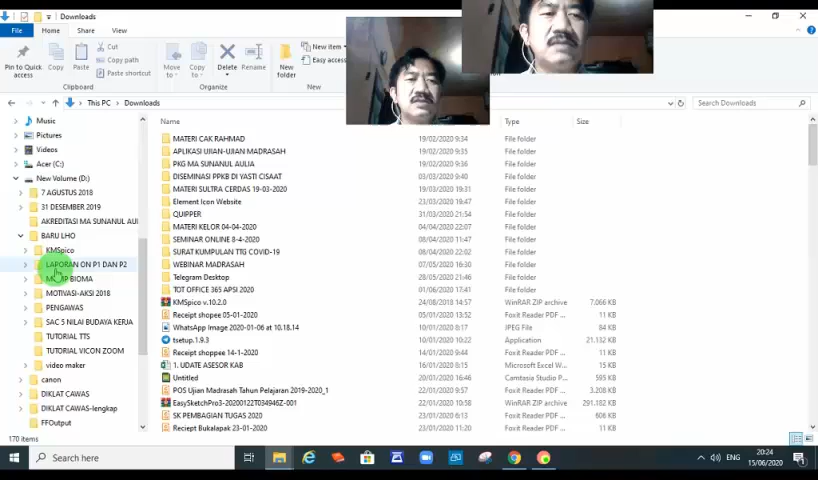 Downloads
File Home Share View
Pin to Quick access
Copy
Paste
Cut
Copy path
Paste shortcut
Clipboard
Move to
Copy to
Delete
Rename
Organize
New folder
New item
Easy access
New
This PC > Downloads
Search Downloads
Music
Pictures
Videos
Acer (C:)
New Volume (D:)
7 AGUSTUS 2018
31 DESEMBER 2019
AKREDITASI MA SUNANUL AUL
BARU LHO
KMSpico
LAPORAN ON P1 DAN P2
BIOMA
MOTIVASI-AKSI 2018
PENGAWAS
SAC 5 NILAI BUDAYA KERJA
TUTORIAL TTS
TUTORIAL VICON ZOOM
video maker
canon
DIKLAT CAWAS
DIKLAT CAWAS-lengkap
FFOutput
Name Type Size
MATERI CAK RAHMAD 19/02/2020 9:34 File folder
APLIKASI UJIAN-UJIAN MADRASAH 19/02/2020 9:35 File folder
PKG MA SUNANUL AULIA 24/02/2020 9:36 File folder
DISEMINASI PPKB DI YASTI CISAAT 03/03/2020 9:40 File folder
MATERI SULTRA CERDAS 19-03-2020 19/03/2020 9:31 File folder
Element Icon Website 23/03/2020 19:47 File folder
QUIPPER 31/03/2020 21:54 File folder
MATERI KELOR 04-04-2020 04/04/2020 22:07 File folder
SEMINAR ONLINE 8-4-2020 08/04/2020 11:47 File folder
SURAT KUMPULAN TTG COVID-19 08/04/2020 11:47 File folder
WEBINAR MADRASAH 07/05/2020 16:30 File folder
Telegram Desktop 28/05/2020 21:46 File folder
TOT OFFICE 365 APSI 2020 01/06/2020 17:41 File folder
KMSpico v.10.2.0 24/08/2018 14:57 WinRAR ZIP archive 7.066 KB
Receipt shoppe 05-01-2020 05/01/2020 13:52 Foxit Reader PDF ... 11 KB
WhatsApp Image 2020-01-06 at 10.18.14 10/01/2020 8:17 JPEG File 84 KB
tsetup.1.9.3 10/01/2020 10:22 Application 21.132 KB
Receipt shoppee 14-1-2020 14/01/2020 9:44 Foxit Reader PDF ... 11 KB
1. UDATE ASESOR KAB 18/01/2020 9:06 Microsoft Excel W... 15 KB
Untitled 20/01/2020 16:46 Camtasia Studio P... 595 KB
POS Ujian Madrasah Tahun Pelajaran 2019-2020_1 22/01/2020 9:39 Foxit Reader PDF ... 3.208 KB
EasySketchPro3-20200122T034946Z-001 22/01/2020 10:58 WinRAR ZIP archive 291.182 KB
SK PEMBAGIAN TUGAS 2020 23/01/2020 6:13 Foxit Reader PDF ... 606 KB
Reciept Bukalapak 23-01-2020 23/01/2020 11:20 Foxit Reader PDF ... 11 KB
170 items
Search here
ENG
20:24
15/06/2020